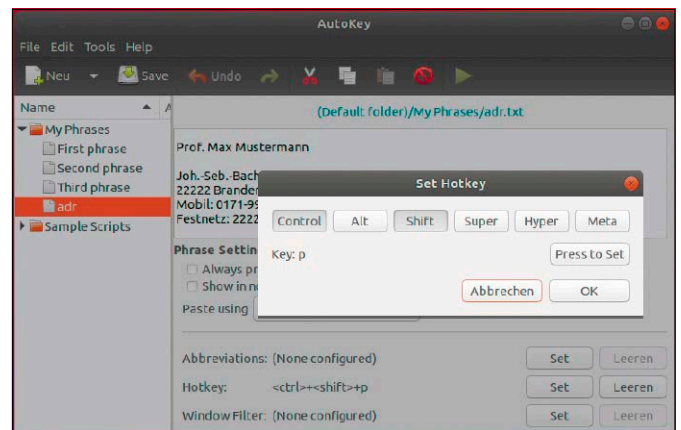 AutoKey
File Edit Tools Help
Neu Save Undo
Name
(Default folder)/My Phrases/adr.txt
My Phrases
First phrase
Second phrase
Third phrase
adr
Sample Scripts
Prof. Max Mustermann
Joh.-Seb.-Bach
22222 Brander
Mobil: 0171-99
Festnetz: 2222
Set Hotkey
Control Alt Shift Super Hyper Meta
Key: p Press to Set
Abbrechen OK
Phrase Settin
Always pr
Show in n
Paste using
Abbreviations: (None configured) Set Leeren
Hotkey: <ctrl>+<shift>+p Set Leeren
Window Filter: (None configured) Set Leeren